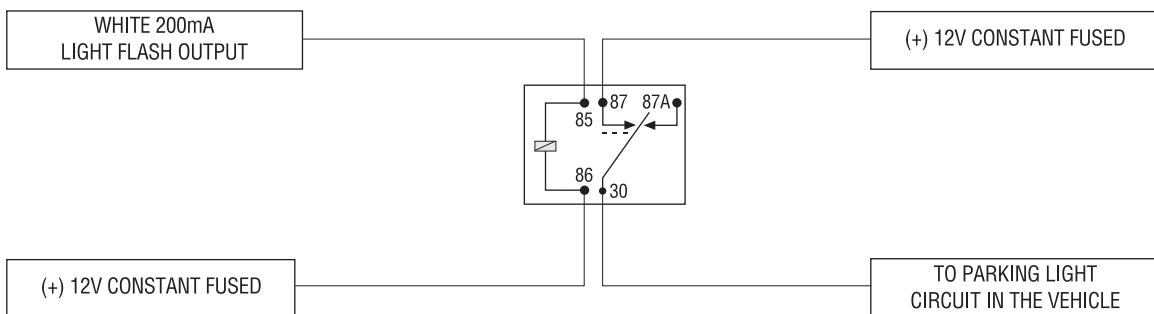 WHITE 200mA
LIGHT FLASH OUTPUT
(+) 12V CONSTANT FUSED
87 87A
85
86
30
(+) 12V CONSTANT FUSED
TO PARKING LIGHT
CIRCUIT IN THE VEHICLE